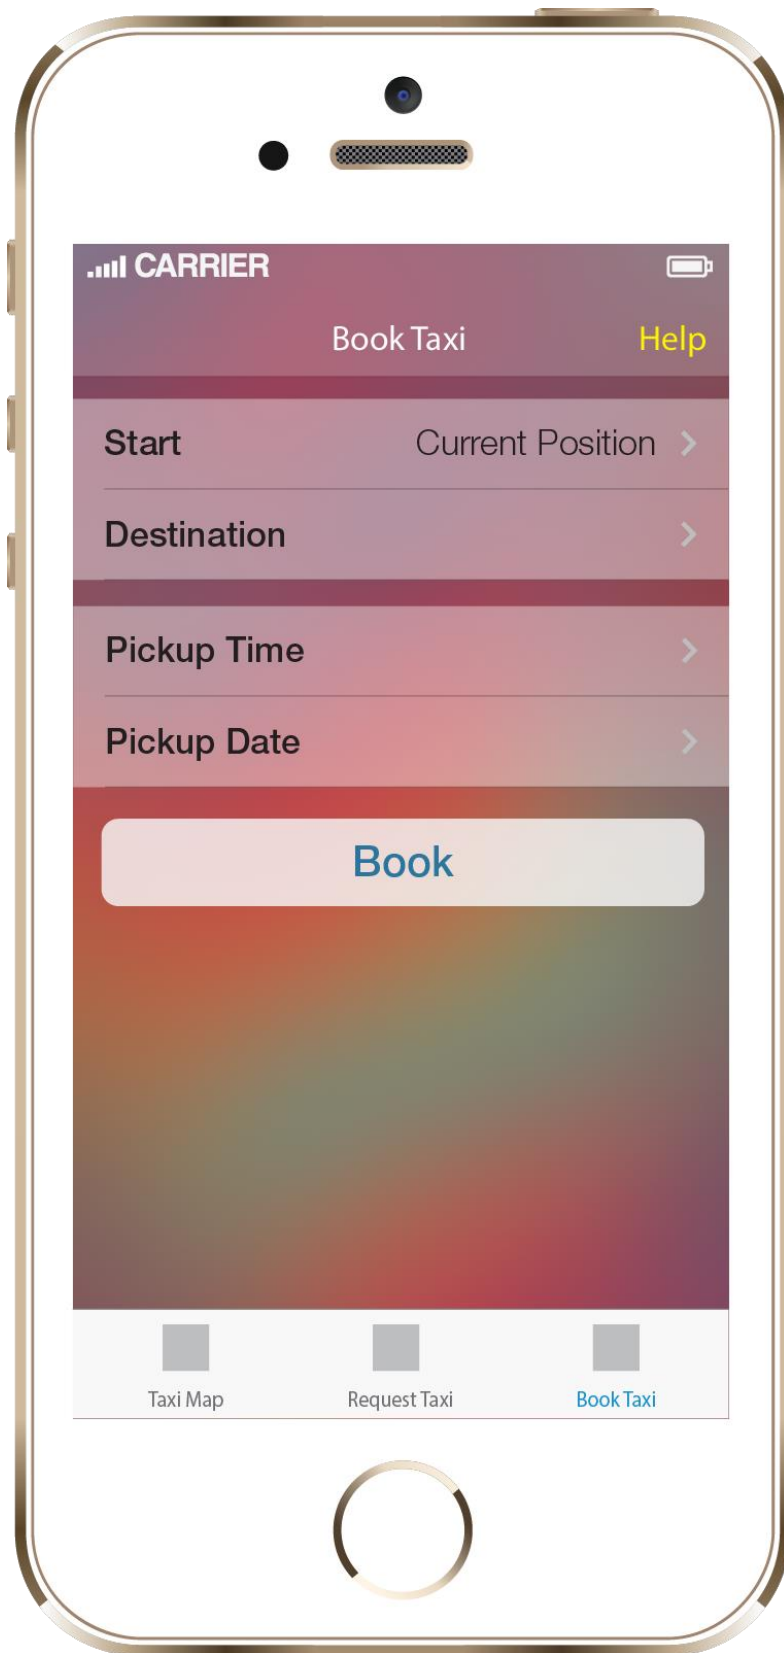 CARRIER
Book Taxi Help
Start Current Position
Destination
Pickup Time
Pickup Date
Book
Taxi Map Request Taxi Book Taxi